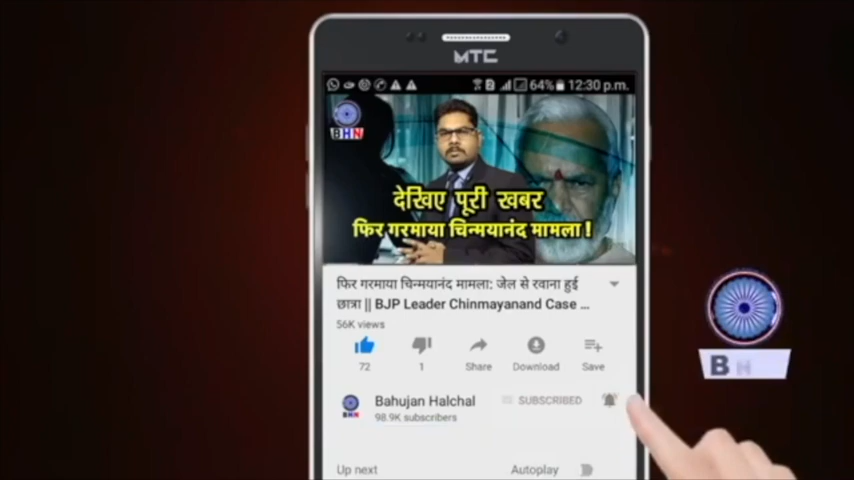 MTC
64% 12:30 p.m.
BHN
देखिए पूरी खबर
फिर गरमाया चिन्मयानंद मामला !
फिर गरमाया चिन्मयानंद मामला: जेल से रवाना हुई
छात्रा || BJP Leader Chinmayanand Case ...
56K views
72
1
Share
Download
Save
BHN
Bahujan Halchal
98.9K subscribers
SUBSCRIBED
Up next
Autoplay
B N